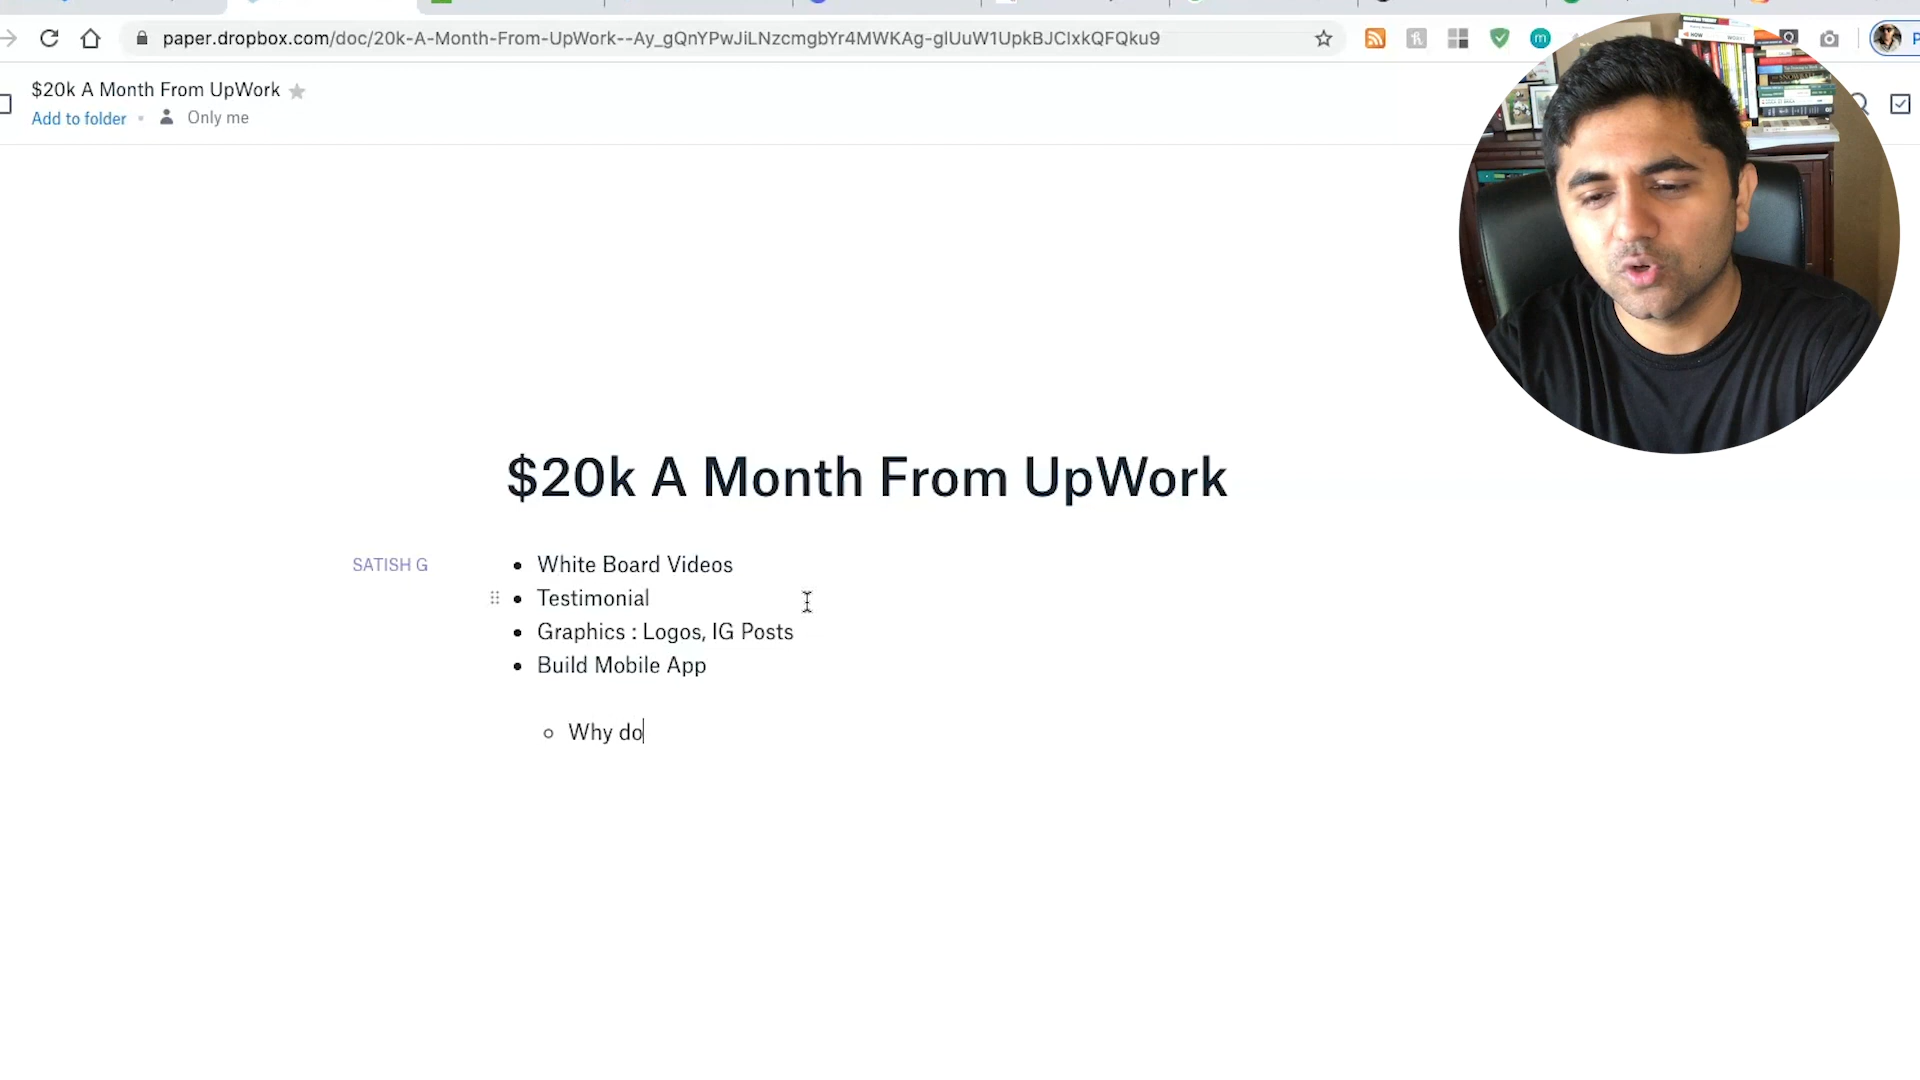 paper.dropbox.com/doc/20k-A-Month-From-UpWork--Ay_gQnYPwJiLNzcmgbYr4MWKAg-glUuW1UpkBJClxkQFQku9
$20k A Month From UpWork
Add to folder
Only me
$20k A Month From UpWork
SATISH G
White Board Videos
Testimonial
Graphics : Logos, IG Posts
Build Mobile App
Why do